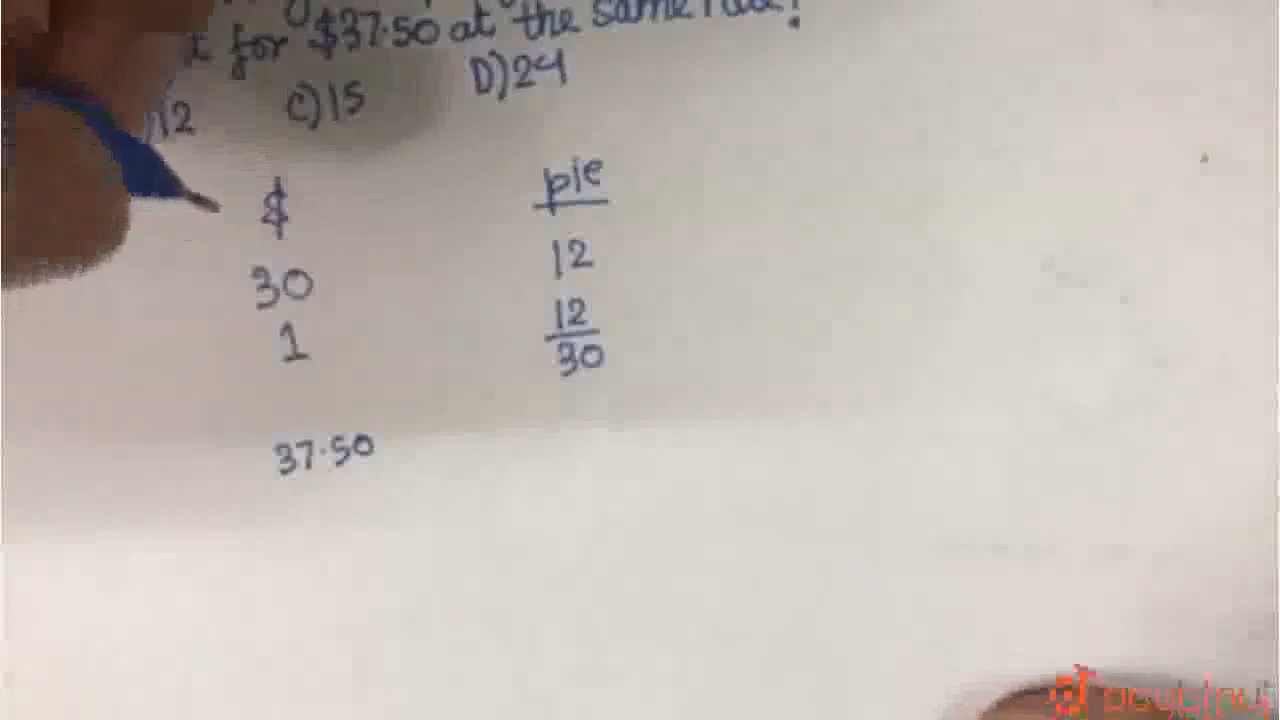 for $37.50 at the same
12 C)15 D)24
$ pie
30 12
1 12/30
37.50